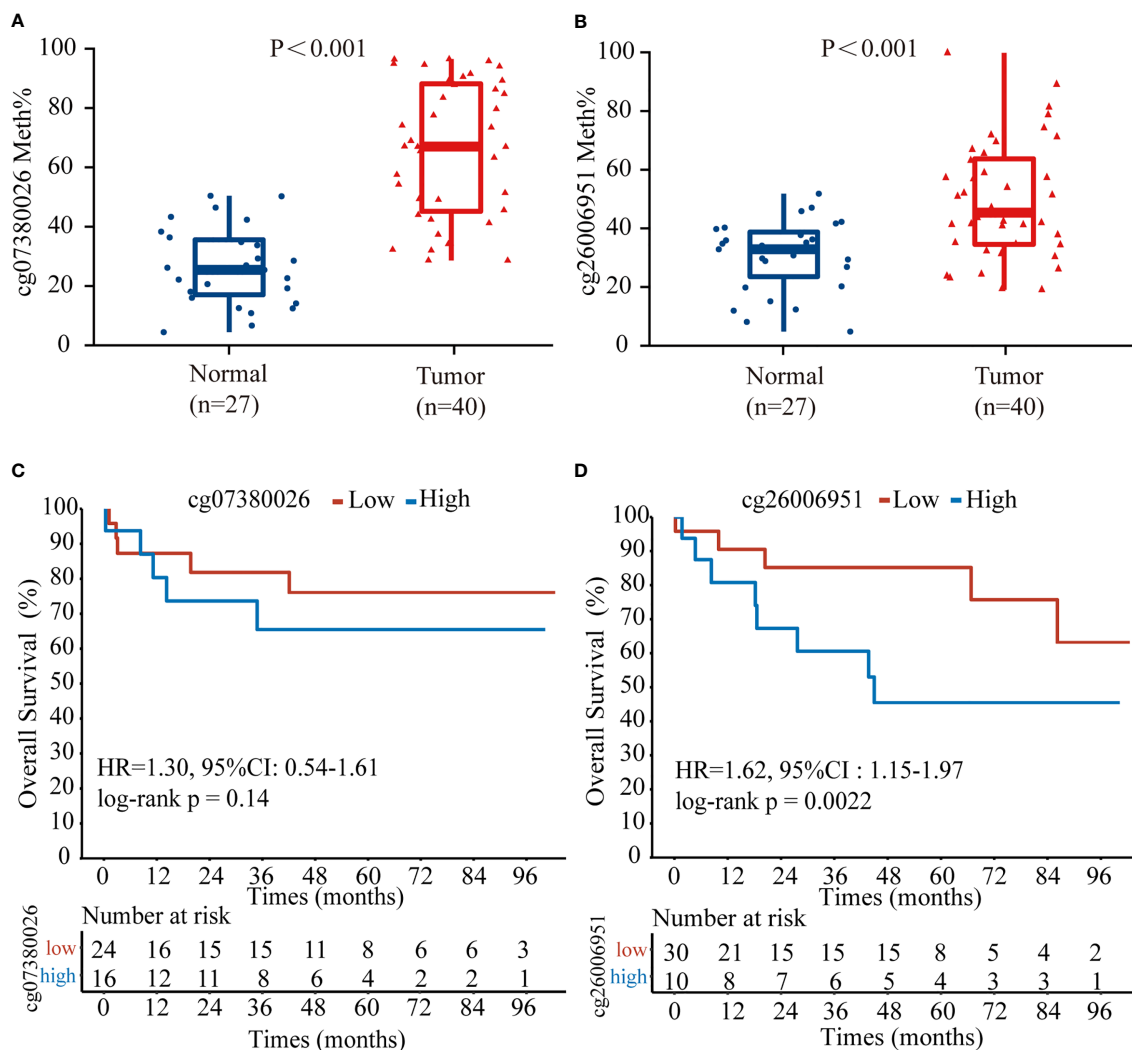 A
P<0.001
cg07380026 Meth%
100
80
60
40
20
0
Normal
(n=27)
Tumor
(n=40)
B
P<0.001
cg26006951 Meth%
100
80
60
40
20
0
Normal
(n=27)
Tumor
(n=40)
C
cg07380026 Low High
Overall Survival (%)
100
90
80
70
60
50
40
30
20
10
0
HR=1.30, 95%CI: 0.54-1.61
log-rank p = 0.14
0 12 24 36 48 60 72 84 96
Times (months)
Number at risk
cg07380026
low 24 16 15 15 11 8 6 6 3
high 16 12 11 8 6 4 2 2 1
0 12 24 36 48 60 72 84 96
Times (months)
D
cg26006951 Low High
Overall Survival (%)
100
90
80
70
60
50
40
30
20
10
0
HR=1.62, 95%CI : 1.15-1.97
log-rank p = 0.0022
0 12 24 36 48 60 72 84 96
Times (months)
Number at risk
cg26006951
low 30 21 15 15 15 8 5 4 2
high 10 8 7 6 5 4 3 3 1
0 12 24 36 48 60 72 84 96
Times (months)